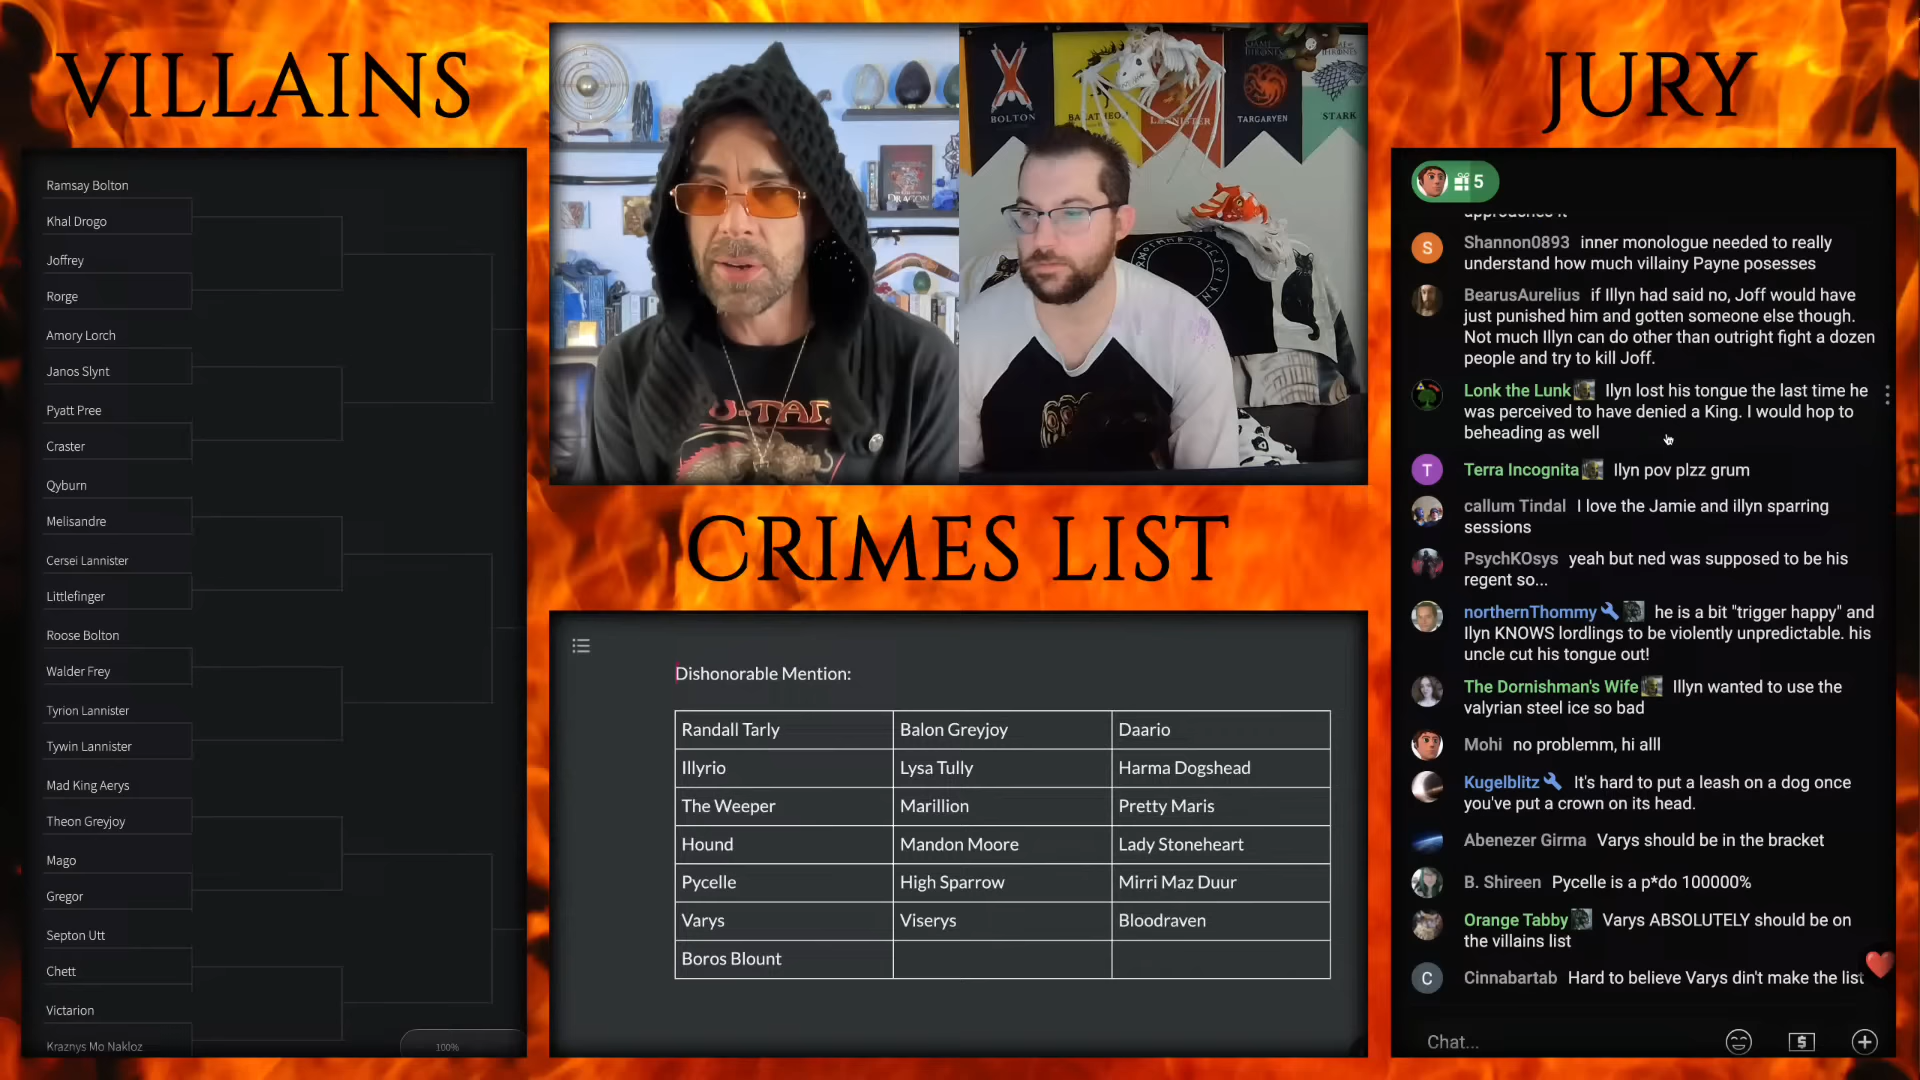 VILLAINS
Ramsay Bolton
Khal Drogo
Joffrey
Rorge
Amory Lorch
Janos Slynt
Pyatt Pree
Craster
Qyburn
Melisandre
Cersei Lannister
Littlefinger
Roose Bolton
Walder Frey
Tyrion Lannister
Tywin Lannister
Mad King Aerys
Theon Greyjoy
Mago
Gregor
Septon Utt
Chett
Victarion
Kraznys Mo Nakloz
100%
DRAGON
U-TA
BOLTON
BARATHEON
LANNISTER
GAME OF THRONES
TARGARYEN
STARK
CRIMES LIST
Dishonorable Mention:
Randall Tarly Balon Greyjoy Daario
Illyrio Lysa Tully Harma Dogshead
The Weeper Marillion Pretty Maris
Hound Mandon Moore Lady Stoneheart
Pycelle High Sparrow Mirri Maz Duur
Varys Viserys Bloodraven
Boros Blount
JURY
5
approaches it
S Shannon0893 inner monologue needed to really
understand how much villainy Payne posesses
BearusAurelius if Illyn had said no, Joff would have
just punished him and gotten someone else though.
Not much Illyn can do other than outright fight a dozen
people and try to kill Joff.
Lonk the Lunk Ilyn lost his tongue the last time he
was perceived to have denied a King. I would hop to
beheading as well
T Terra Incognita Ilyn pov plzz grum
callum Tindal I love the Jamie and illyn sparring
sessions
PsychKOsys yeah but ned was supposed to be his
regent so...
northernThommy he is a bit "trigger happy" and
Ilyn KNOWS lordlings to be violently unpredictable. his
uncle cut his tongue out!
The Dornishman's Wife Illyn wanted to use the
valyrian steel ice so bad
Mohi no problemm, hi alll
Kugelblitz It's hard to put a leash on a dog once
you've put a crown on its head.
Abenezer Girma Varys should be in the bracket
B. Shireen Pycelle is a p*do 100000%
Orange Tabby Varys ABSOLUTELY should be on
the villains list
C Cinnabartab Hard to believe Varys din't make the list
Chat...